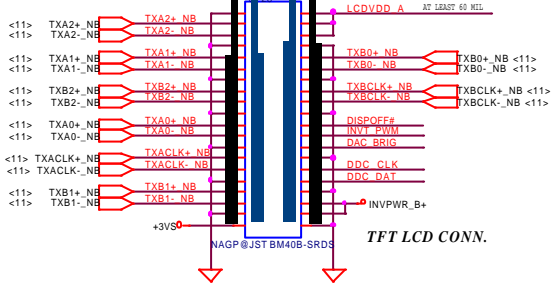 LCDVDD_A AT LEAST 60 MIL
<11> TXA2+_NB TXA2+_NB
<11> TXA2-_NB TXA2-_NB
<11> TXA1+_NB TXA1+_NB
<11> TXA1-_NB TXA1-_NB
TXB0+_NB TXB0+_NB <11>
TXB0-_NB TXB0-_NB <11>
<11> TXB2+_NB TXB2+_NB
<11> TXB2-_NB TXB2-_NB
TXBCLK+_NB TXBCLK+_NB <11>
TXBCLK-_NB TXBCLK-_NB <11>
<11> TXA0+_NB TXA0+_NB
<11> TXA0-_NB TXA0-_NB
DISPOFF#
INVT_PWM
DAC_BRIG
<11> TXACLK+_NB TXACLK+_NB
<11> TXACLK-_NB TXACLK-_NB
DDC_CLK
DDC_DAT
<11> TXB1+_NB TXB1+_NB
<11> TXB1-_NB TXB1-_NB
INVPWR_B+
+3VS
NAGP@JST BM40B-SRDS
TFT LCD CONN.